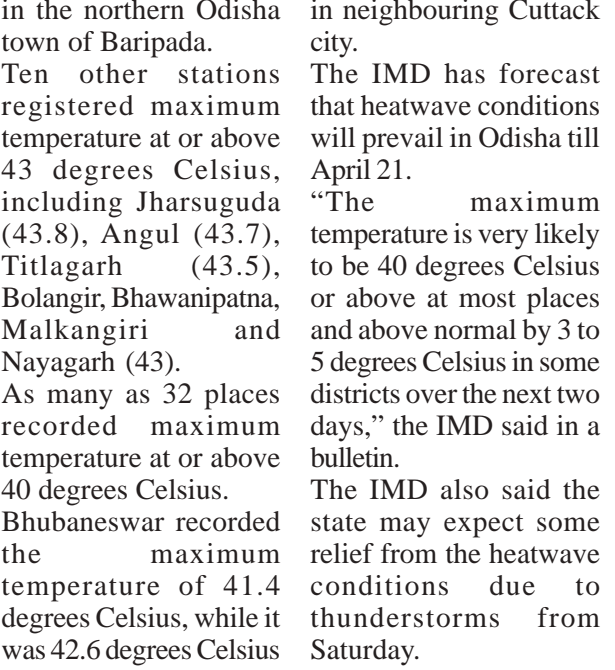 in the northern Odisha
town of Baripada.
Ten other stations
registered maximum
temperature at or above
43 degrees Celsius,
including Jharsuguda
(43.8), Angul (43.7),
Titlagarh (43.5),
Bolangir, Bhawanipatna,
Malkangiri and
Nayagarh (43).
As many as 32 places
recorded maximum
temperature at or above
40 degrees Celsius.
Bhubaneswar recorded
the maximum
temperature of 41.4
degrees Celsius, while it
was 42.6 degrees Celsius
in neighbouring Cuttack
city.
The IMD has forecast
that heatwave conditions
will prevail in Odisha till
April 21.
“The maximum
temperature is very likely
to be 40 degrees Celsius
or above at most places
and above normal by 3 to
5 degrees Celsius in some
districts over the next two
days,” the IMD said in a
bulletin.
The IMD also said the
state may expect some
relief from the heatwave
conditions due to
thunderstorms from
Saturday.